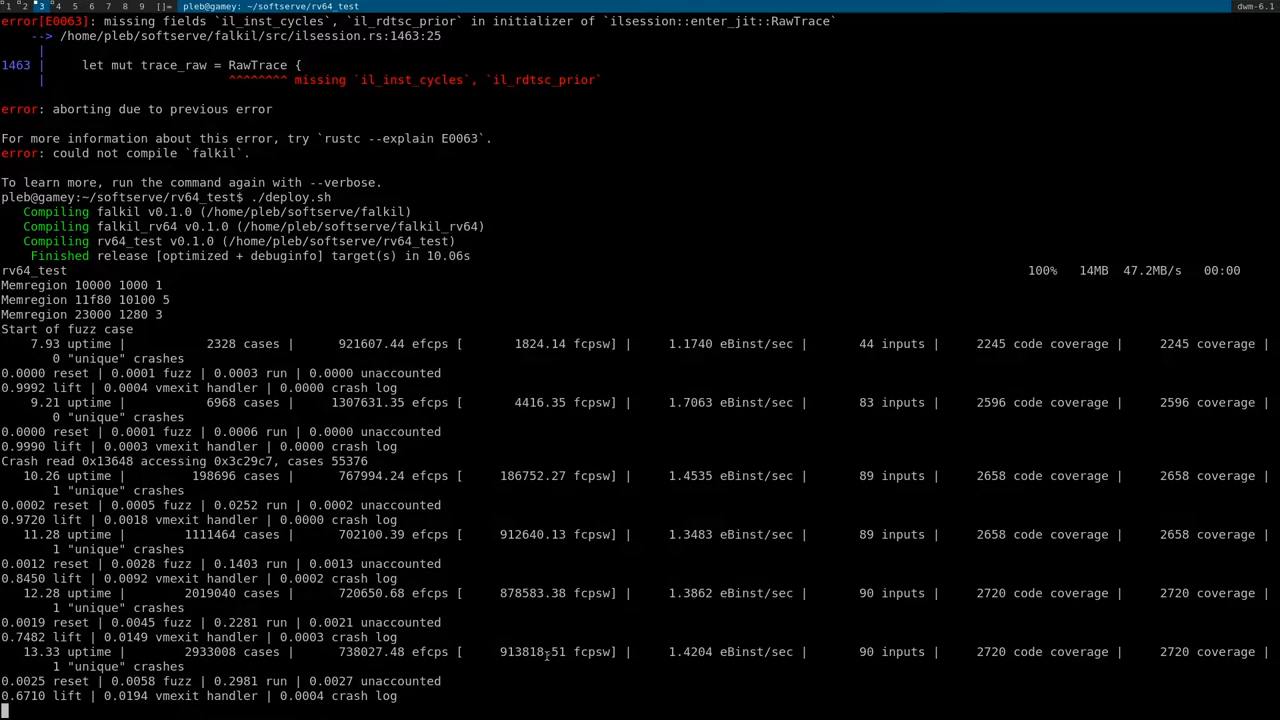 1 2 3 4 5 6 7 8 9 []= pleb@gamey: ~/softserve/rv64_test dwm-6.1
error[E0063]: missing fields `il_inst_cycles`, `il_rdtsc_prior` in initializer of `ilsession::enter_jit::RawTrace`
--> /home/pleb/softserve/falkil/src/ilsession.rs:1463:25
|
1463 | let mut trace_raw = RawTrace {
| ^^^^^^^^ missing `il_inst_cycles`, `il_rdtsc_prior`
error: aborting due to previous error
For more information about this error, try `rustc --explain E0063`.
error: could not compile `falkil`.
To learn more, run the command again with --verbose.
pleb@gamey:~/softserve/rv64_test$ ./deploy.sh
Compiling falkil v0.1.0 (/home/pleb/softserve/falkil)
Compiling falkil_rv64 v0.1.0 (/home/pleb/softserve/falkil_rv64)
Compiling rv64_test v0.1.0 (/home/pleb/softserve/rv64_test)
Finished release [optimized + debuginfo] target(s) in 10.06s
rv64_test 100% 14MB 47.2MB/s 00:00
Memregion 10000 1000 1
Memregion 11f80 10100 5
Memregion 23000 1280 3
Start of fuzz case
7.93 uptime | 2328 cases | 921607.44 efcps [ 1824.14 fcpsw] | 1.1740 eBinst/sec | 44 inputs | 2245 code coverage | 2245 coverage |
0 "unique" crashes
0.0000 reset | 0.0001 fuzz | 0.0003 run | 0.0000 unaccounted
0.9992 lift | 0.0004 vmexit handler | 0.0000 crash log
9.21 uptime | 6968 cases | 1307631.35 efcps [ 4416.35 fcpsw] | 1.7063 eBinst/sec | 83 inputs | 2596 code coverage | 2596 coverage |
0 "unique" crashes
0.0000 reset | 0.0001 fuzz | 0.0006 run | 0.0000 unaccounted
0.9990 lift | 0.0003 vmexit handler | 0.0000 crash log
Crash read 0x13648 accessing 0x3c29c7, cases 55376
10.26 uptime | 198696 cases | 767994.24 efcps [ 186752.27 fcpsw] | 1.4535 eBinst/sec | 89 inputs | 2658 code coverage | 2658 coverage |
1 "unique" crashes
0.0002 reset | 0.0005 fuzz | 0.0252 run | 0.0002 unaccounted
0.9720 lift | 0.0018 vmexit handler | 0.0000 crash log
11.28 uptime | 1111464 cases | 702100.39 efcps [ 912640.13 fcpsw] | 1.3483 eBinst/sec | 89 inputs | 2658 code coverage | 2658 coverage |
1 "unique" crashes
0.0012 reset | 0.0028 fuzz | 0.1403 run | 0.0013 unaccounted
0.8450 lift | 0.0092 vmexit handler | 0.0002 crash log
12.28 uptime | 2019040 cases | 720650.68 efcps [ 878583.38 fcpsw] | 1.3862 eBinst/sec | 90 inputs | 2720 code coverage | 2720 coverage |
1 "unique" crashes
0.0019 reset | 0.0045 fuzz | 0.2281 run | 0.0021 unaccounted
0.7482 lift | 0.0149 vmexit handler | 0.0003 crash log
13.33 uptime | 2933008 cases | 738027.48 efcps [ 913818.51 fcpsw] | 1.4204 eBinst/sec | 90 inputs | 2720 code coverage | 2720 coverage |
1 "unique" crashes
0.0025 reset | 0.0058 fuzz | 0.2981 run | 0.0027 unaccounted
0.6710 lift | 0.0194 vmexit handler | 0.0004 crash log